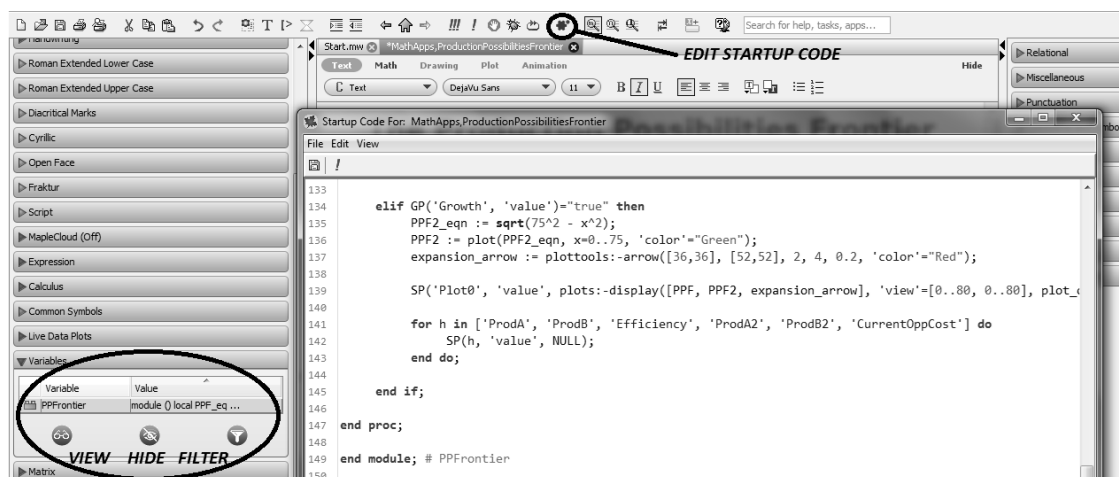 Search for help, tasks, apps...
EDIT STARTUP CODE
Roman Extended Lower Case
Roman Extended Upper Case
Diacritical Marks
Cyrillic
Open Face
Fraktur
Script
MapleCloud (Off)
Expression
Calculus
Common Symbols
Live Data Plots
Variables
Variable Value
PPFrontier module () local PPF_eq ...
VIEW HIDE FILTER
Matrix
Start.mw *MathApps,ProductionPossibilitiesFrontier
Text Math Drawing Plot Animation Hide
C Text DejaVu Sans 11 B I U
Possibilities Frontier
Relational
Miscellaneous
Punctuation
Startup Code For: MathApps,ProductionPossibilitiesFrontier
File Edit View
133
134 elif GP('Growth', 'value')="true" then
135 PPF2_eqn := sqrt(75^2 - x^2);
136 PPF2 := plot(PPF2_eqn, x=0..75, 'color'="Green");
137 expansion_arrow := plottools:-arrow([36,36], [52,52], 2, 4, 0.2, 'color'="Red");
138
139 SP('Plot0', 'value', plots:-display([PPF, PPF2, expansion_arrow], 'view'=[0..80, 0..80], plot_
140
141 for h in ['ProdA', 'ProdB', 'Efficiency', 'ProdA2', 'ProdB2', 'CurrentOppCost'] do
142 SP(h, 'value', NULL);
143 end do;
144
145 end if;
146
147 end proc;
148
149 end module; # PPFrontier
150